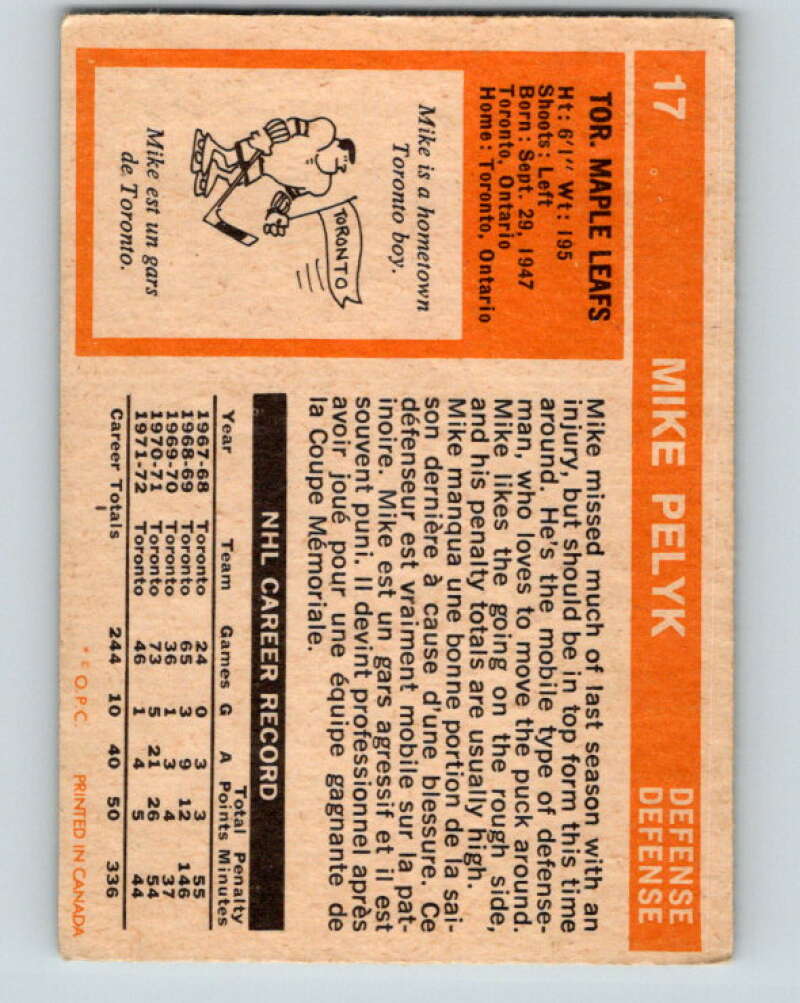 17 MIKE PELYK DEFENSE
DEFENSE
TOR. MAPLE LEAFS
Ht: 6'1" Wt: 195
Shoots: Left
Born: Sept. 29, 1947
Toronto, Ontario
Home: Toronto, Ontario
Mike is a hometown
Toronto boy.
TORONTO
Mike est un gars
de Toronto.
Mike missed much of last season with an
injury, but should be in top form this time
around. He's the mobile type of defense-
man, who loves to move the puck around.
Mike likes the going on the rough side,
and his penalty totals are usually high.
Mike manqua une bonne portion de la sai-
son dernière à cause d'une blessure. Ce
défenseur est vraiment mobile sur la pat-
inoire. Mike est un gars agressif et il est
souvent puni. Il devint professionnel après
avoir joué pour une équipe gagnante de
la Coupe Mémoriale.
NHL CAREER RECORD
Total Penalty
Year Team Games G A Points Minutes
1967-68 Toronto 24 0 3 3 55
1968-69 Toronto 65 3 9 12 146
1969-70 Toronto 36 1 3 4 37
1970-71 Toronto 73 5 21 26 54
1971-72 Toronto 46 1 4 5 44
Career Totals 244 10 40 50 336
* © O.P.C. PRINTED IN CANADA